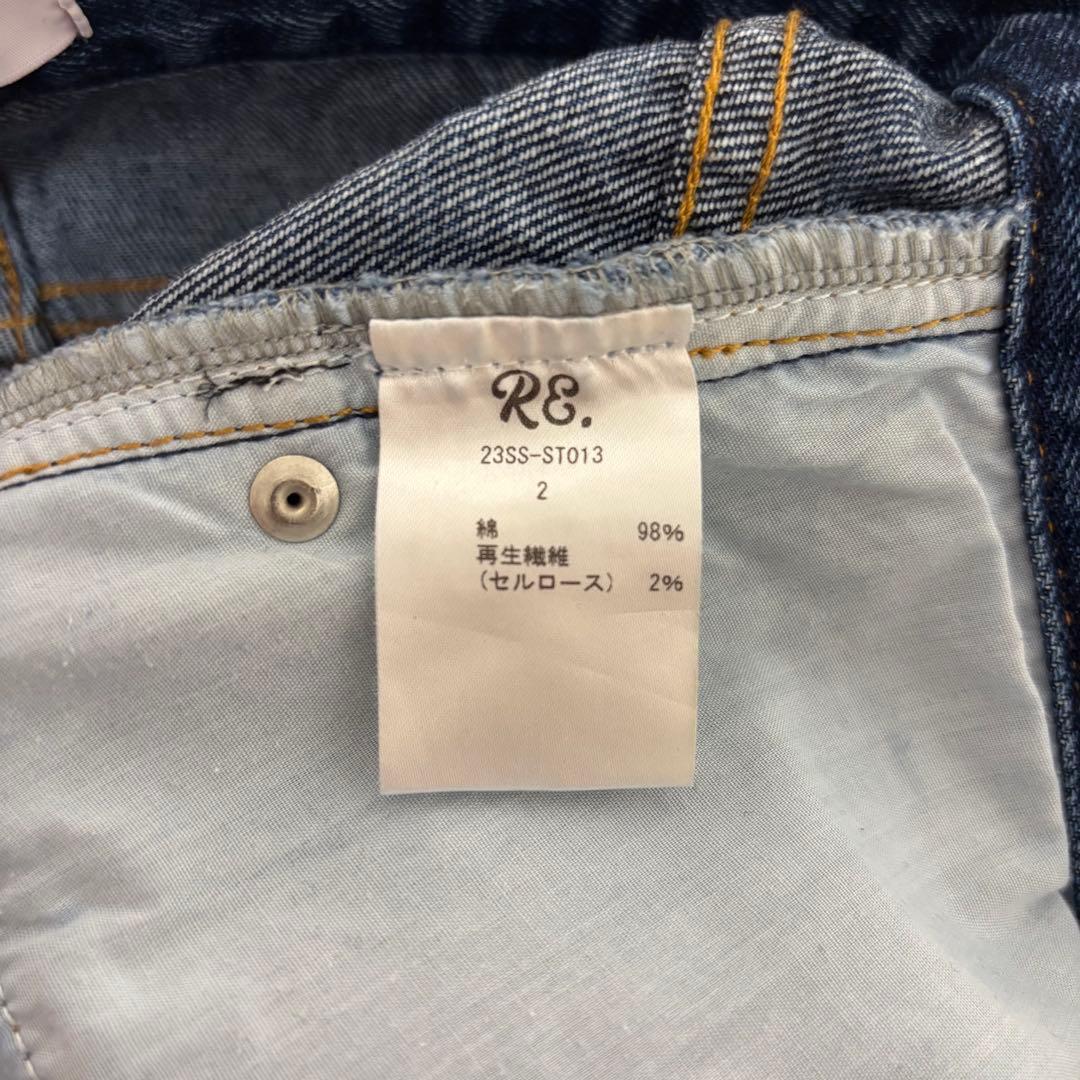 RE.
23SS-ST013
2
綿 98%
再生繊維
(セルロース) 2%